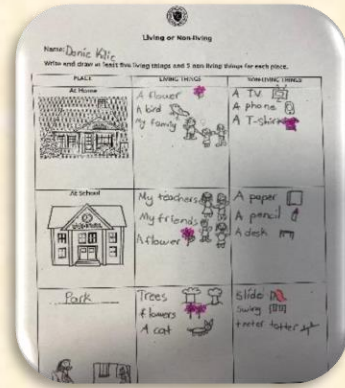 Living or Non-living
Name: Danie Kilic
Write and draw at least two living things and 3 non living things for each place.
PLACE LIVING THINGS NON-LIVING THINGS
At Home
A flower
A bird
My family
A TV
A phone
A T-shirt
At School
My teachers
My friends
A flower
A paper
A pencil
A desk
Park
Trees
flowers
A cat
Slide
Swing
teeter totter